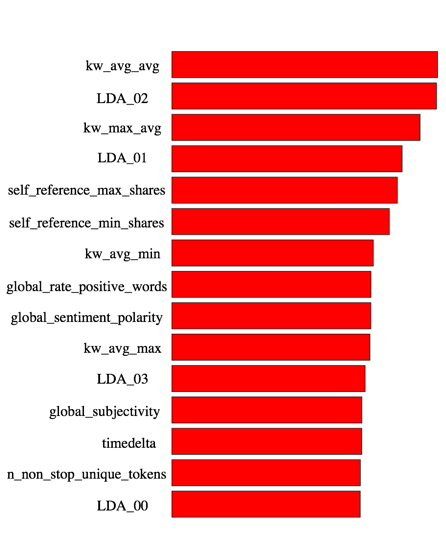 kw_avg_avg
LDA_02
kw_max_avg
LDA_01
self_reference_max_shares
self_reference_min_shares
kw_avg_min
global_rate_positive_words
global_sentiment_polarity
kw_avg_max
LDA_03
global_subjectivity
timedelta
n_non_stop_unique_tokens
LDA_00